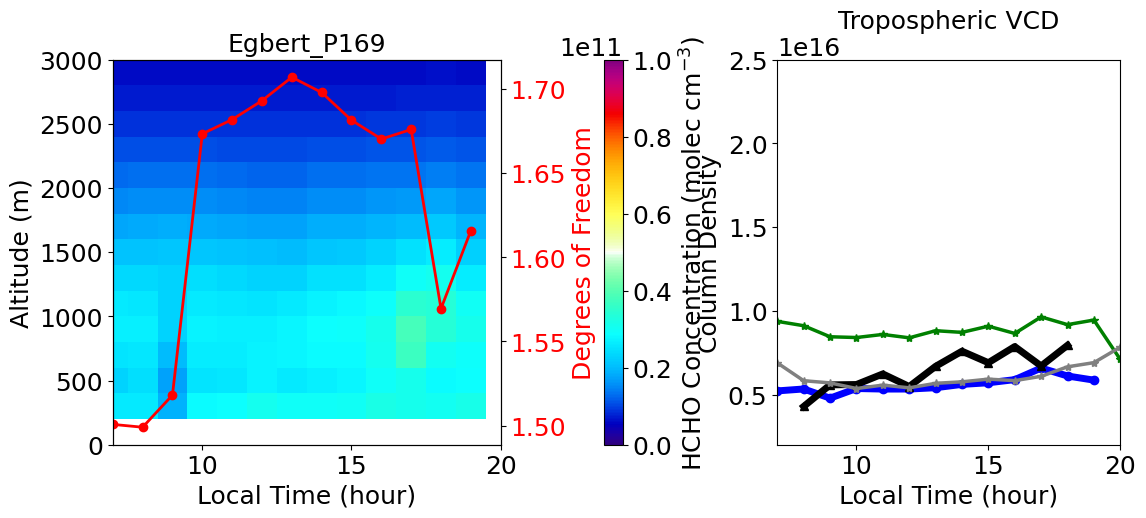 Egbert_P169
3000
2500
2000
1500
1000
500
0
Altitude (m)
10
15
20
Local Time (hour)
1.70
1.65
1.60
1.55
1.50
Degrees of Freedom
1e11
1.0
0.8
0.6
0.4
0.2
0.0
HCHO Concentration (molec cm⁻³)
Tropospheric VCD
1e16
2.5
2.0
1.5
1.0
0.5
Column Density
10
15
20
Local Time (hour)